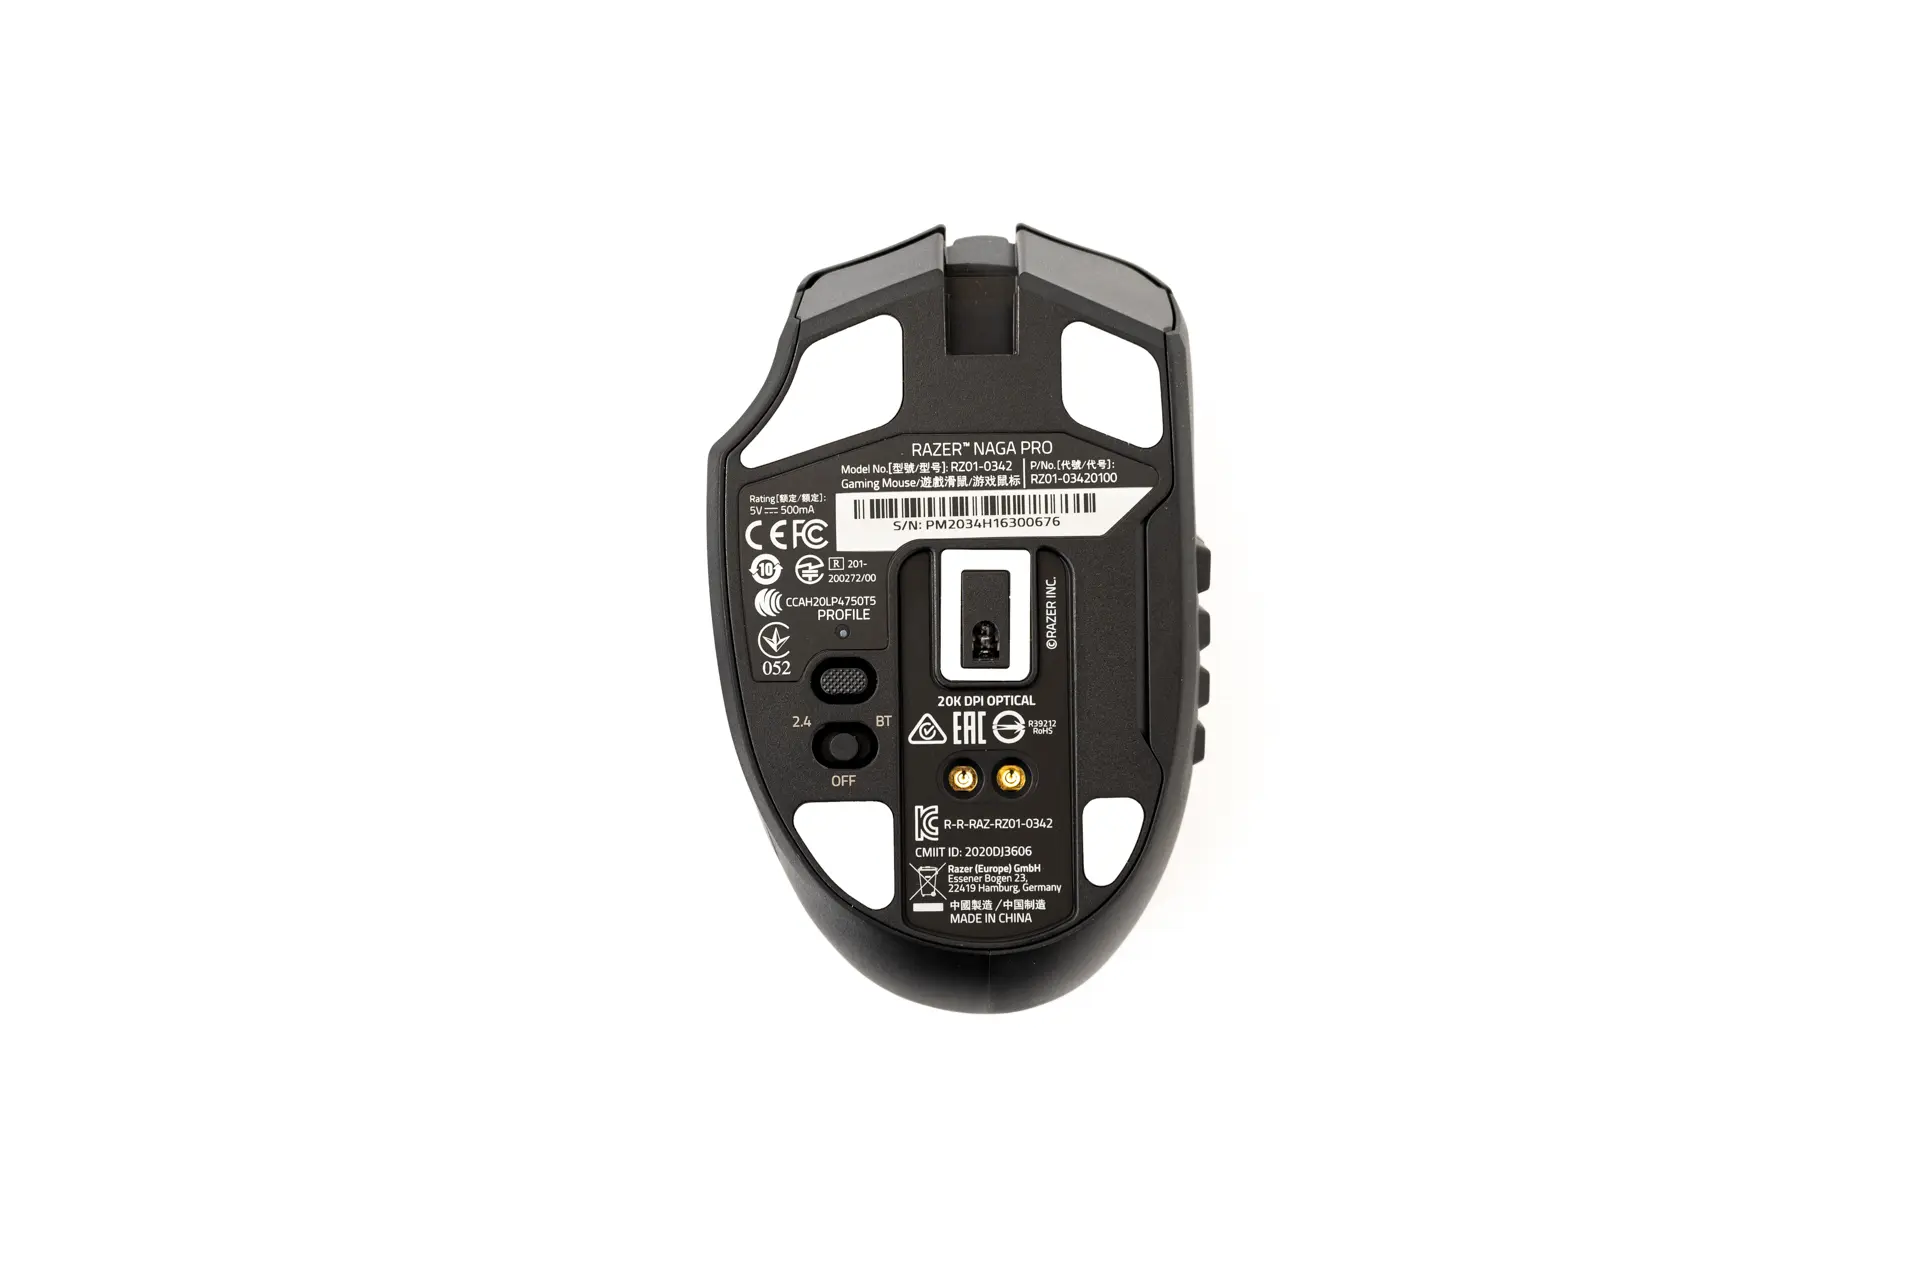 RAZER™ NAGA PRO
Model No.[型號/型号]: RZ01-0342
Gaming Mouse/遊戲滑鼠/游戏鼠标
P/No.[代號/代号]:
RZ01-03420100
Rating[額定/额定]:
5V⎓500mA
S/N: PM2034H16300676
CE FC
10
R 201-
200272/00
CCAH20LP4750T5
PROFILE
052
©RAZER INC.
2.4
BT
OFF
20K DPI OPTICAL
EAC
R39212
RoHS
R-R-RAZ-RZ01-0342
CMIIT ID: 2020DJ3606
Razer (Europe) GmbH
Essener Bogen 23,
22419 Hamburg, Germany
中國製造 /中国制造
MADE IN CHINA